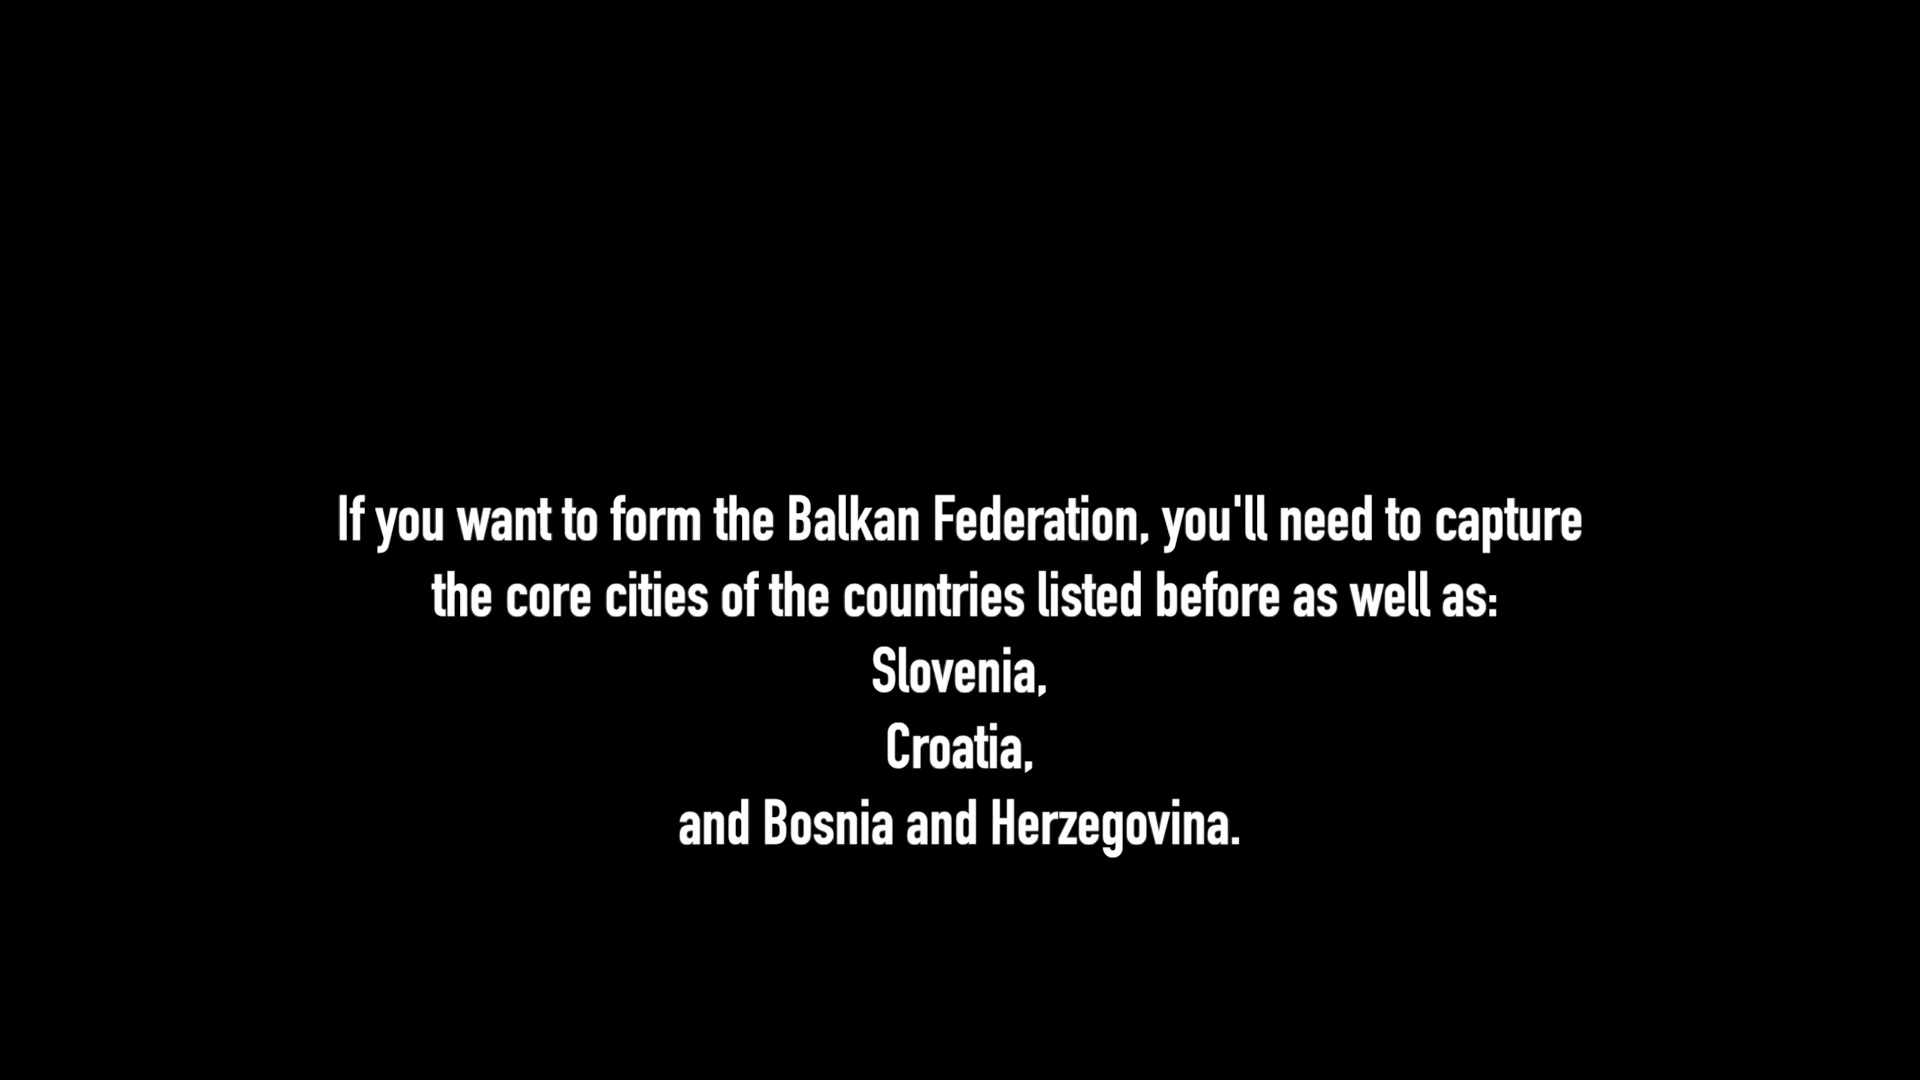 If you want to form the Balkan Federation, you'll need to capture
the core cities of the countries listed before as well as:
Slovenia,
Croatia,
and Bosnia and Herzegovina.